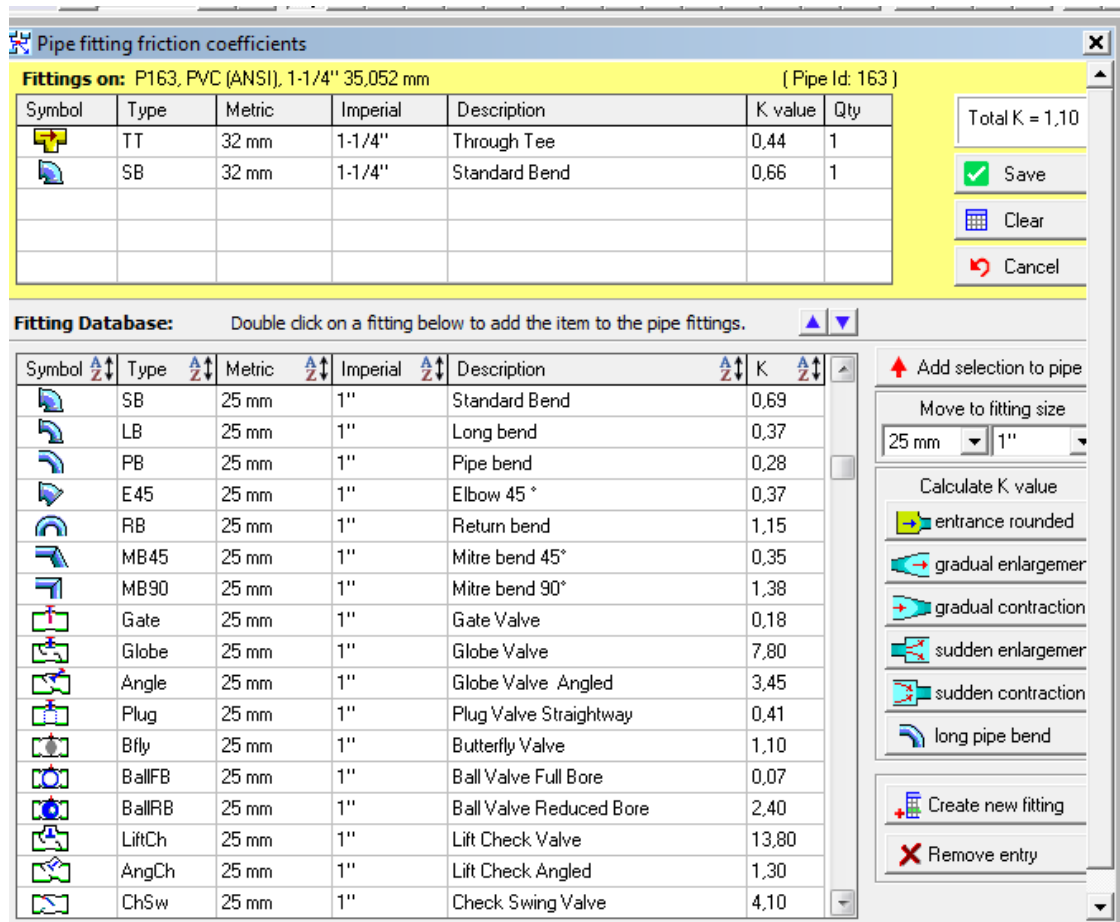 Pipe fitting friction coefficients
Fittings on: P163, PVC (ANSI), 1-1/4'' 35,052 mm ( Pipe Id: 163 )
Symbol Type Metric Imperial Description K value Qty
TT 32 mm 1-1/4'' Through Tee 0,44 1
SB 32 mm 1-1/4'' Standard Bend 0,66 1
Total K = 1,10
Save
Clear
Cancel
Fitting Database: Double click on a fitting below to add the item to the pipe fittings.
Symbol Type Metric Imperial Description K
SB 25 mm 1'' Standard Bend 0,69
LB 25 mm 1'' Long bend 0,37
PB 25 mm 1'' Pipe bend 0,28
E45 25 mm 1'' Elbow 45 °
0,37
RB 25 mm 1'' Return bend 1,15
MB45 25 mm 1'' Mitre bend 45° 0,35
MB90 25 mm 1'' Mitre bend 90° 1,38
Gate 25 mm 1'' Gate Valve 0,18
Globe 25 mm 1'' Globe Valve 7,80
Angle 25 mm 1'' Globe Valve Angled 3,45
Plug 25 mm 1'' Plug Valve Straightway 0,41
Bfly 25 mm 1'' Butterfly Valve 1,10
BallFB 25 mm 1'' Ball Valve Full Bore 0,07
BallRB 25 mm 1'' Ball Valve Reduced Bore 2,40
LiftCh 25 mm 1'' Lift Check Valve 13,80
AngCh 25 mm 1'' Lift Check Angled 1,30
ChSw 25 mm 1'' Check Swing Valve 4,10
Add selection to pipe
Move to fitting size
25 mm 1''
Calculate K value
entrance rounded
gradual enlargemer
gradual contraction
sudden enlargemer
sudden contraction
long pipe bend
Create new fitting
Remove entry